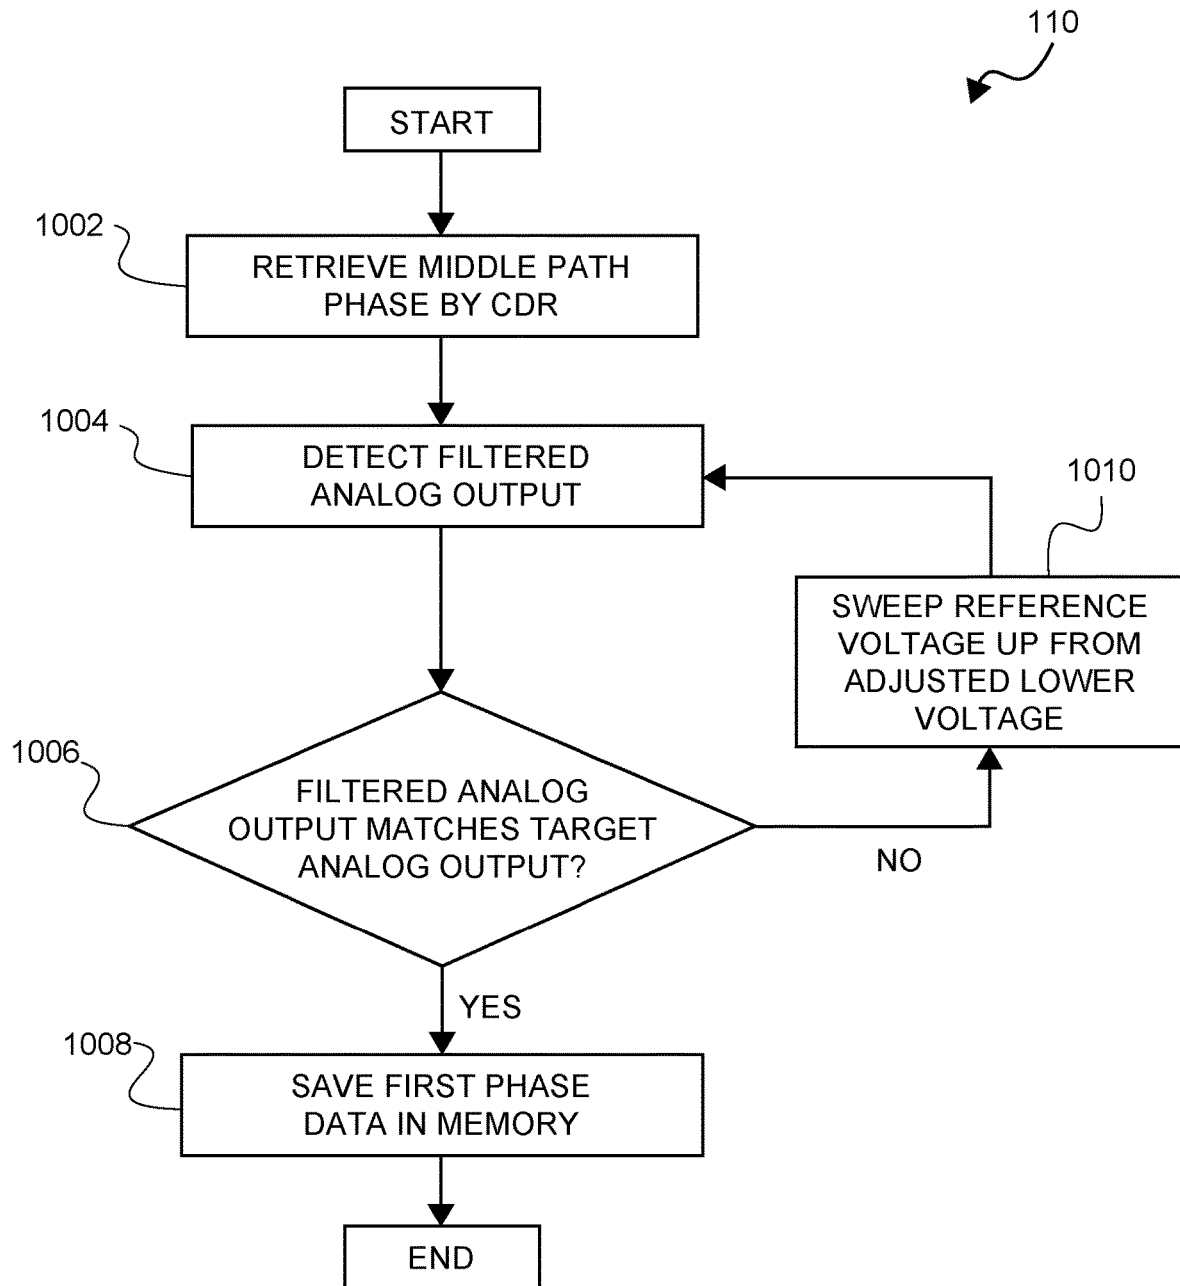 110
START
1002
RETRIEVE MIDDLE PATH
PHASE BY CDR
1004
DETECT FILTERED
ANALOG OUTPUT
1010
SWEEP REFERENCE
VOLTAGE UP FROM
ADJUSTED LOWER
VOLTAGE
1006
FILTERED ANALOG
OUTPUT MATCHES TARGET
ANALOG OUTPUT?
NO
YES
1008
SAVE FIRST PHASE
DATA IN MEMORY
END